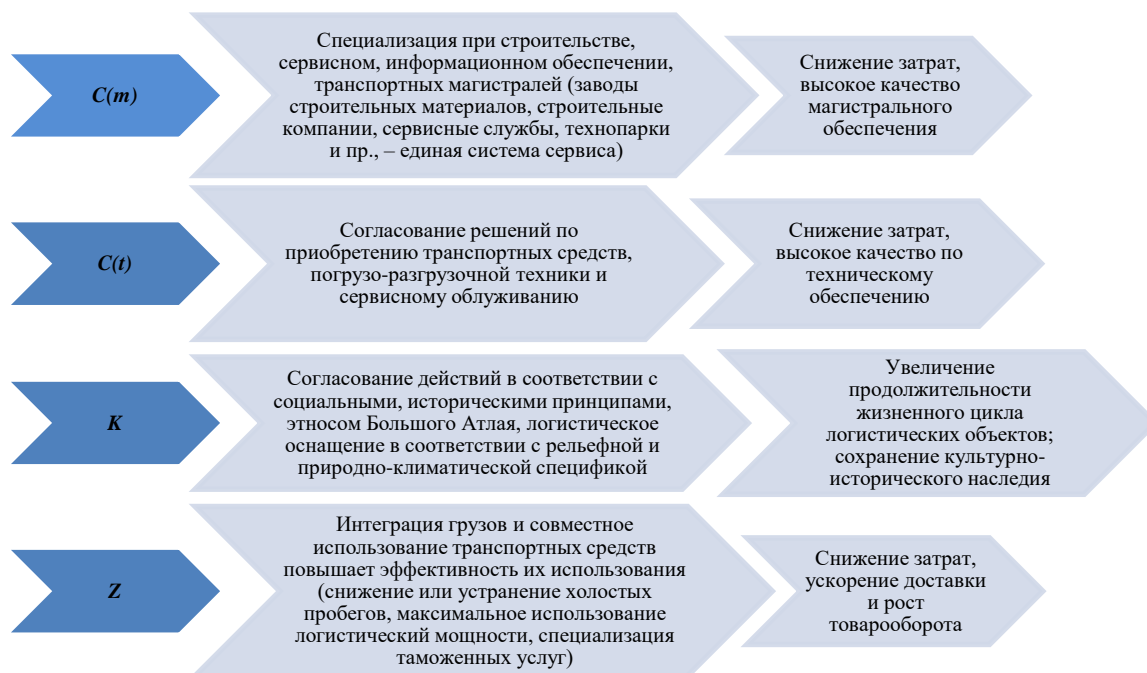 C(m)
Специализация при строительстве,
сервисном, информационном обеспечении,
транспортных магистралей (заводы
строительных материалов, строительные
компании, сервисные службы, технопарки
и пр., – единая система сервиса)
Снижение затрат,
высокое качество
магистрального
обеспечения
C(t)
Согласование решений по
приобретению транспортных средств,
погрузо-разгрузочной техники и
сервисному облуживанию
Снижение затрат,
высокое качество по
техническому
обеспечению
K
Согласование действий в соответствии с
социальными, историческими принципами,
этносом Большого Атлая, логистическое
оснащение в соответствии с рельефной и
природно-климатической спецификой
Увеличение
продолжительности
жизненного цикла
логистических объектов;
сохранение культурно-
исторического наследия
Z
Интеграция грузов и совместное
использование транспортных средств
повышает эффективность их использования
(снижение или устранение холостых
пробегов, максимальное использование
логистический мощности, специализация
таможенных услуг)
Снижение затрат,
ускорение доставки
и рост
товарооборота